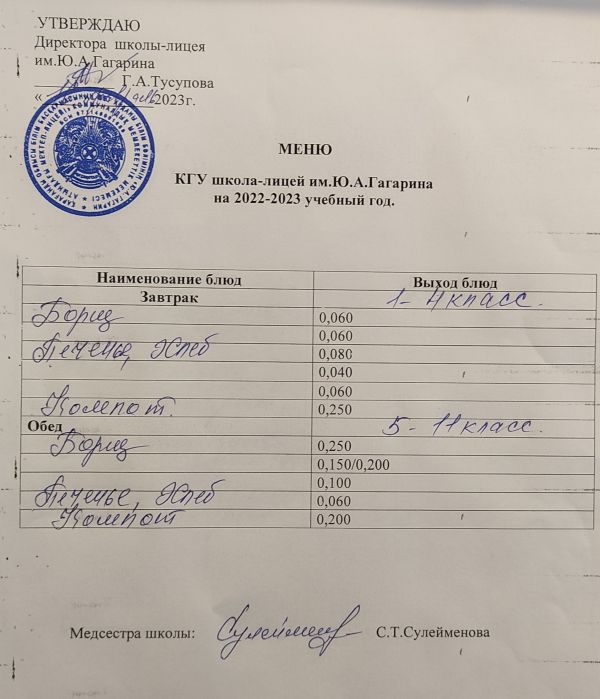 УТВЕРЖДАЮ
Директора школы-лицея
им.Ю.А.Гагарина
Г.А.Тусупова
« 2023г.
МЕНЮ
КГУ школа-лицей им.Ю.А.Гагарина
на 2022-2023 учебный год.
Наименование блюд Выход блюд
Завтрак 1-4 класс.
Борщ 0,060
0,060
Печенье, Хлеб 0,080
0,040
0,060
Компот. 0,250
Обед 5-11 класс.
Борщ 0,250
0,150/0,200
0,100
Печенье, Хлеб 0,060
Компот 0,200
Медсестра школы: С.Т.Сулейменова